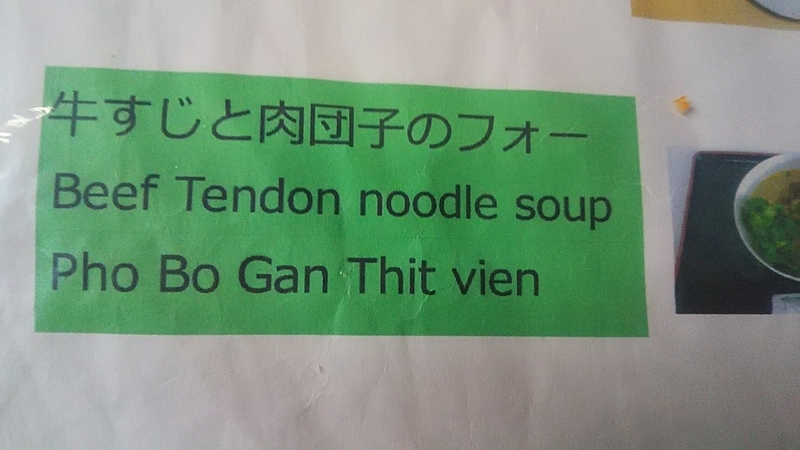 牛すじと肉団子のフォー
Beef Tendon noodle soup
Pho Bo Gan Thit vien